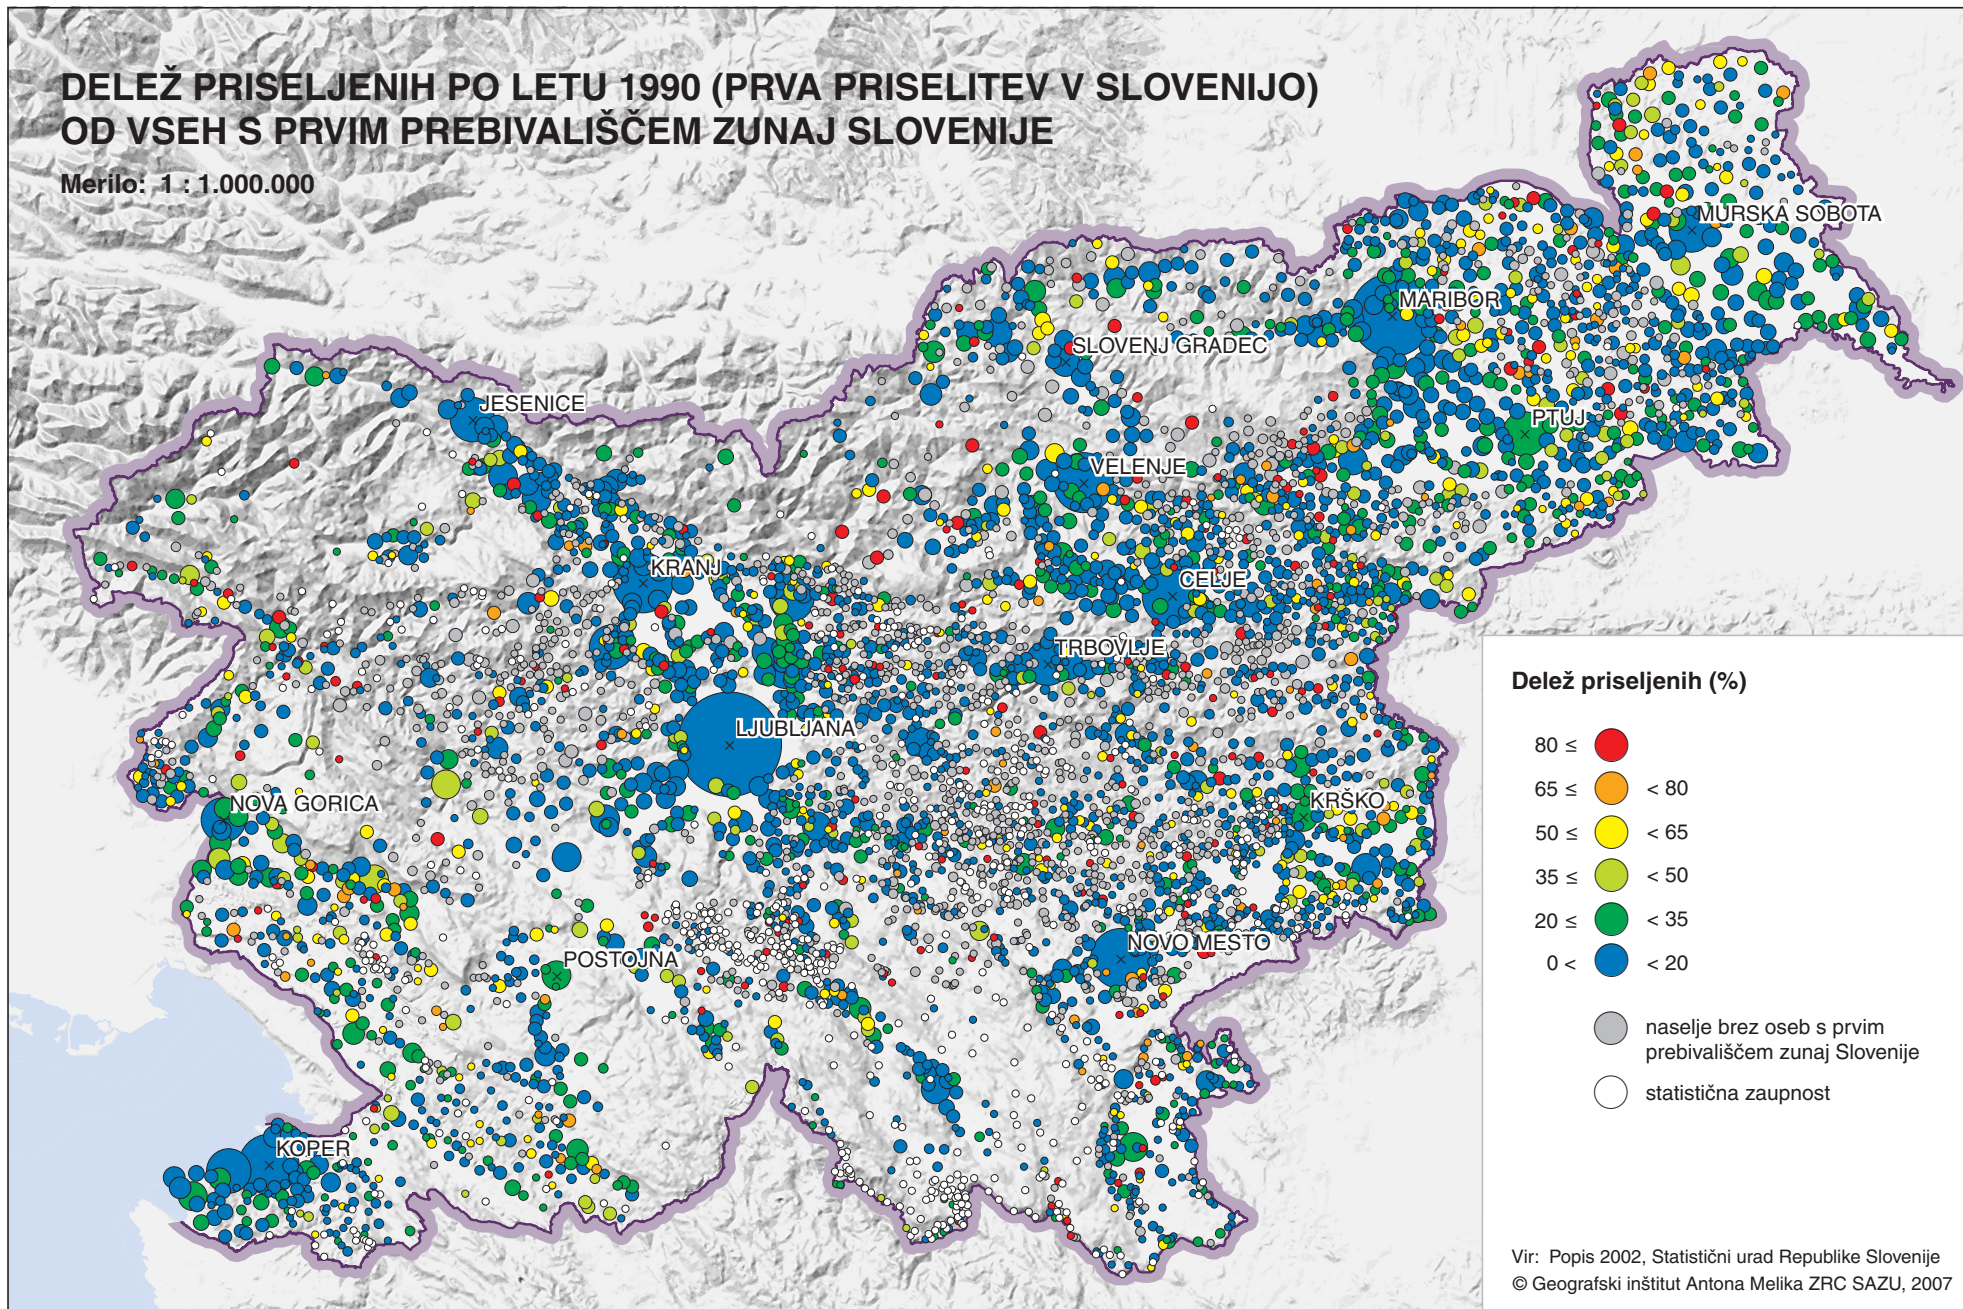 DELEŽ PRISELJENIH PO LETU 1990 (PRVA PRISELITEV V SLOVENIJO)
OD VSEH S PRVIM PREBIVALIŠČEM ZUNAJ SLOVENIJE
Merilo: 1 : 1.000.000
MURSKA SOBOTA
MARIBOR
SLOVENJ GRADEC
JESENICE
PTUJ
VELENJE
KRANJ
CELJE
TRBOVLJE
LJUBLJANA
NOVA GORICA
KRŠKO
NOVO MESTO
POSTOJNA
KOPER
Delež priseljenih (%)
80 ≤
65 ≤ < 80
50 ≤ < 65
35 ≤ < 50
20 ≤ < 35
0 < < 20
naselje brez oseb s prvim
prebivališčem zunaj Slovenije
statistična zaupnost
Vir: Popis 2002, Statistični urad Republike Slovenije
© Geografski inštitut Antona Melika ZRC SAZU, 2007